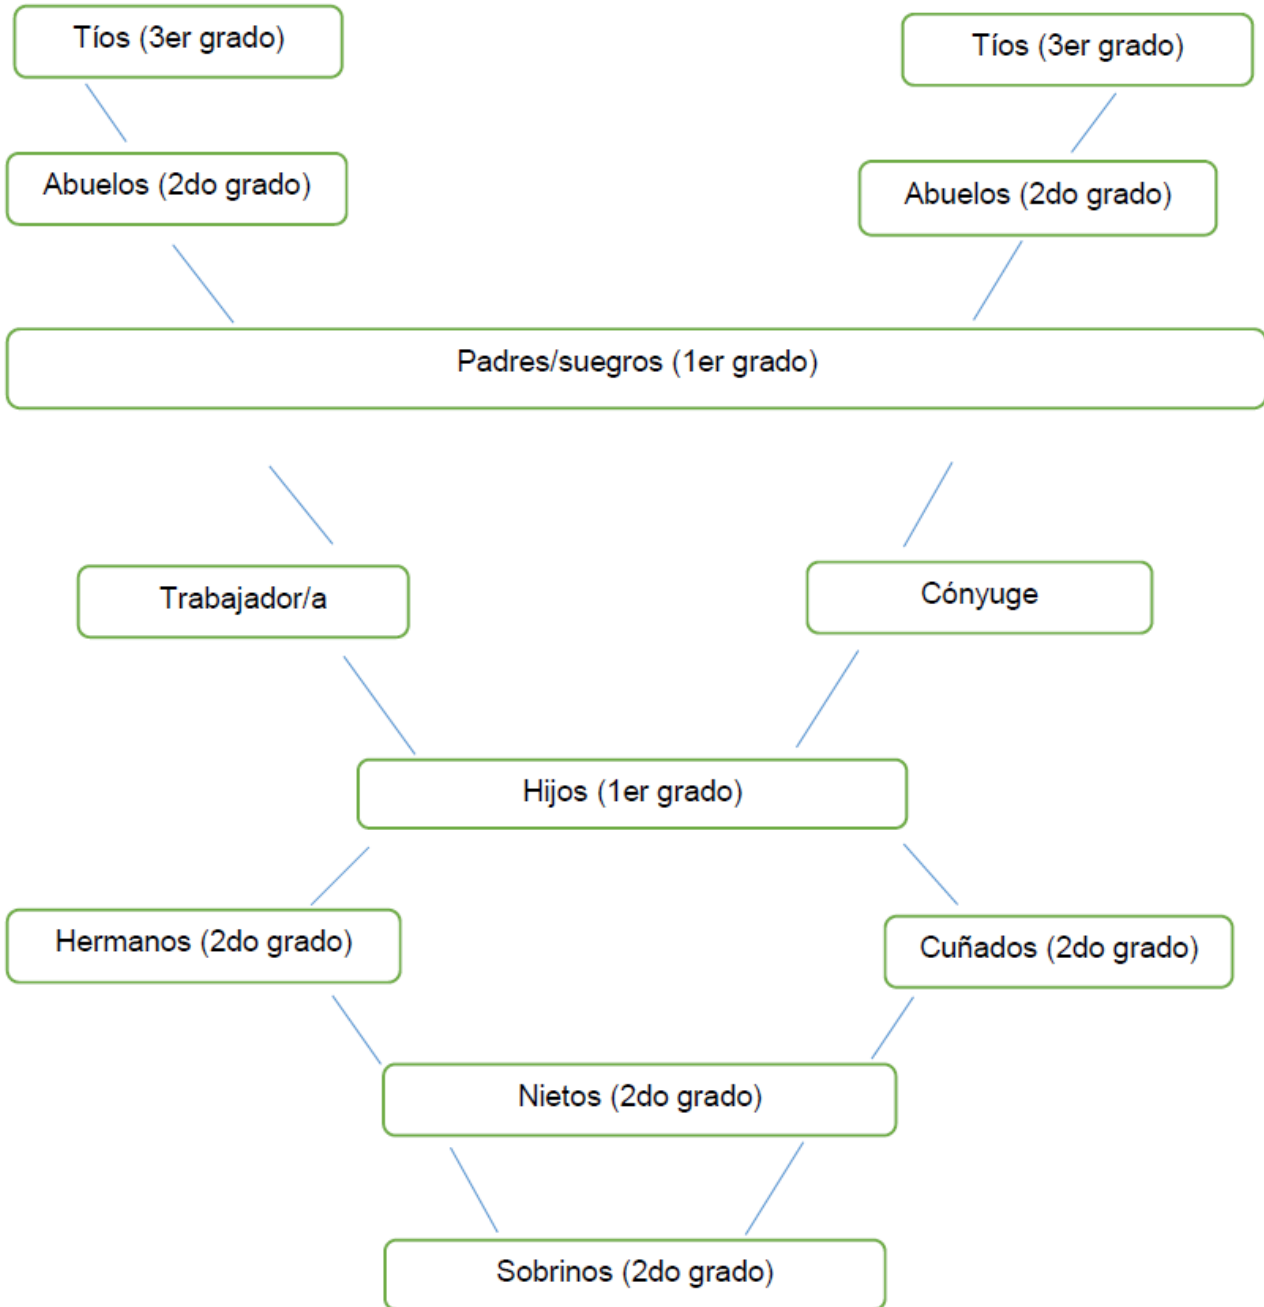 Tíos (3er grado)
Tíos (3er grado)
Abuelos (2do grado)
Abuelos (2do grado)
Padres/suegros (1er grado)
Trabajador/a
Cónyuge
Hijos (1er grado)
Hermanos (2do grado)
Cuñados (2do grado)
Nietos (2do grado)
Sobrinos (2do grado)